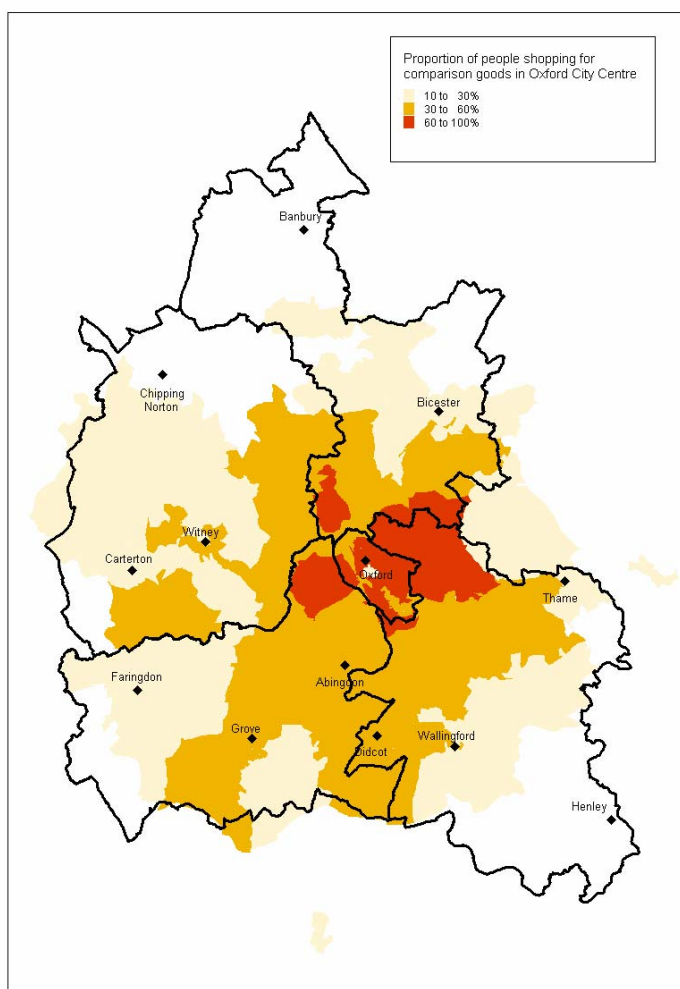 Proportion of people shopping for
comparison goods in Oxford City Centre
10 to 30%
30 to 60%
60 to 100%
Banbury
Chipping
Norton
Bicester
Witney
Carterton
Oxford
Thame
Faringdon
Abingdon
Grove
Didcot
Wallingford
Henley